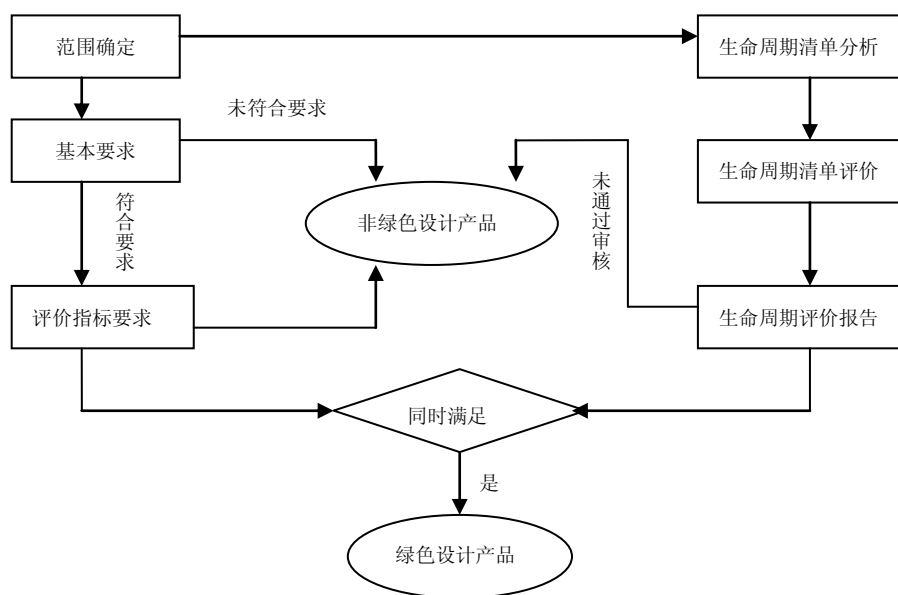 范围确定
生命周期清单分析
未符合要求
基本要求
生命周期清单评价
符合要求
非绿色设计产品
未通过审核
评价指标要求
生命周期评价报告
同时满足
是
绿色设计产品